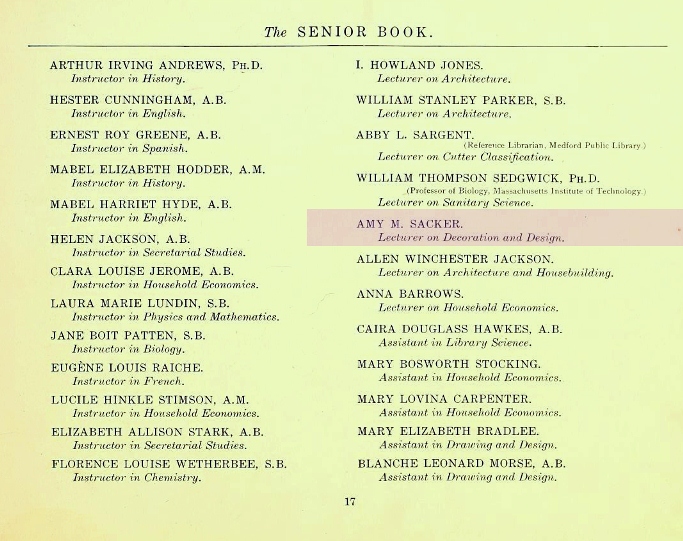 The SENIOR BOOK.
ARTHUR IRVING ANDREWS, PH.D.
Instructor in History.
HESTER CUNNINGHAM, A.B.
Instructor in English.
ERNEST ROY GREENE, A.B.
Instructor in Spanish.
MABEL ELIZABETH HODDER, A.M.
Instructor in History.
MABEL HARRIET HYDE, A.B.
Instructor in English.
HELEN JACKSON, A.B.
Instructor in Secretarial Studies.
CLARA LOUISE JEROME, A.B.
Instructor in Household Economics.
LAURA MARIE LUNDIN, S.B.
Instructor in Physics and Mathematics.
JANE BOIT PATTEN, S.B.
Instructor in Biology.
EUGÈNE LOUIS RAICHE.
Instructor in French.
LUCILE HINKLE STIMSON, A.M.
Instructor in Household Economics.
ELIZABETH ALLISON STARK, A.B.
Instructor in Secretarial Studies.
FLORENCE LOUISE WETHERBEE, S.B.
Instructor in Chemistry.
I. HOWLAND JONES.
Lecturer on Architecture.
WILLIAM STANLEY PARKER, S.B.
Lecturer on Architecture.
ABBY L. SARGENT.
(Reference Librarian, Medford Public Library.)
Lecturer on Cutter Classification.
WILLIAM THOMPSON SEDGWICK, PH.D.
(Professor of Biology, Massachusetts Institute of Technology.)
Lecturer on Sanitary Science.
AMY M. SACKER.
Lecturer on Decoration and Design.
ALLEN WINCHESTER JACKSON.
Lecturer on Architecture and Housebuilding.
ANNA BARROWS.
Lecturer on Household Economics.
CAIRA DOUGLASS HAWKES, A.B.
Assistant in Library Science.
MARY BOSWORTH STOCKING.
Assistant in Household Economics.
MARY LOVINA CARPENTER.
Assistant in Household Economics.
MARY ELIZABETH BRADLEE.
Assistant in Drawing and Design.
BLANCHE LEONARD MORSE, A.B.
Assistant in Drawing and Design.
17